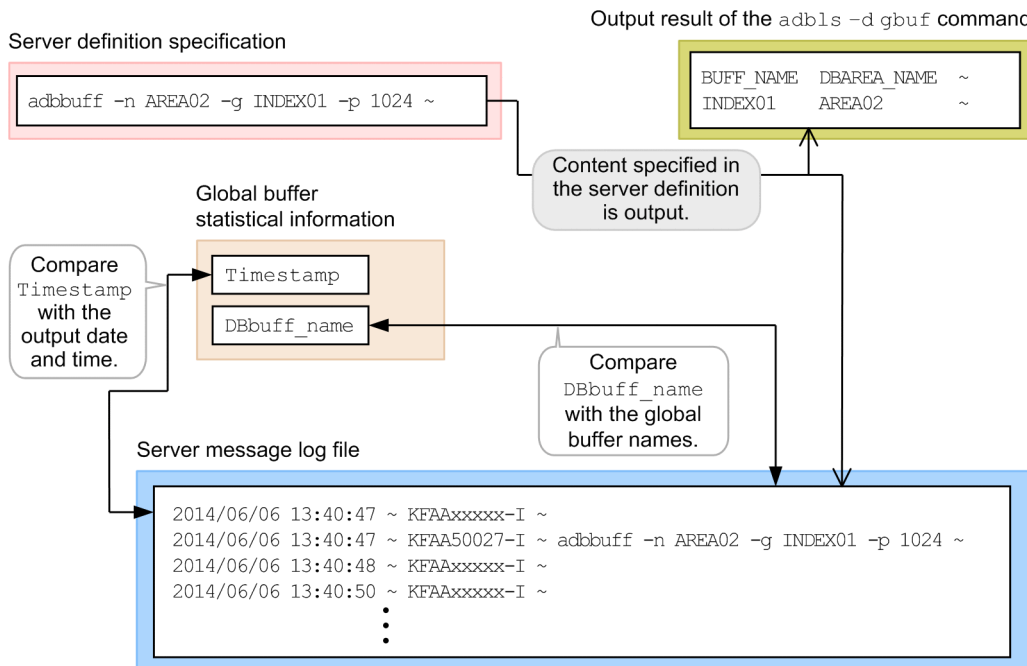 Output result of the adbls -d gbuf command
Server definition specification
adbbuff -n AREA02 -g INDEX01 -p 1024 ~
BUFF_NAME DBAREA_NAME ~
INDEX01 AREA02 ~
Content specified in
the server definition
is output.
Global buffer
statistical information
Compare
Timestamp
with the
output date
and time.
Timestamp
DBbuff_name
Compare
DBbuff_name
with the global
buffer names.
Server message log file
2014/06/06 13:40:47 ~ KFAAxxxxx-I ~
2014/06/06 13:40:47 ~ KFAA50027-I ~ adbbuff -n AREA02 -g INDEX01 -p 1024 ~
2014/06/06 13:40:48 ~ KFAAxxxxx-I ~
2014/06/06 13:40:50 ~ KFAAxxxxx-I ~